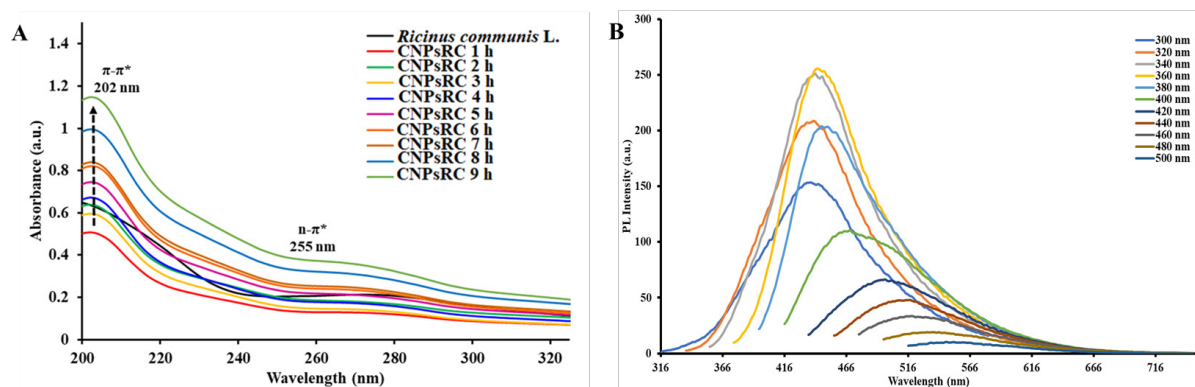 A
Absorbance (a.u.)
1.4
1.2
1
0.8
0.6
0.4
0.2
0
200
220
240
260
280
300
320
Wavelength (nm)
π-π*
202 nm
n-π*
255 nm
Ricinus communis L.
CNPsRC 1 h
CNPsRC 2 h
CNPsRC 3 h
CNPsRC 4 h
CNPsRC 5 h
CNPsRC 6 h
CNPsRC 7 h
CNPsRC 8 h
CNPsRC 9 h
B
PL Intensity (a.u.)
300
250
200
150
100
50
0
316
366
416
466
516
566
616
666
716
Wavelength (nm)
300 nm
320 nm
340 nm
360 nm
380 nm
400 nm
420 nm
440 nm
460 nm
480 nm
500 nm